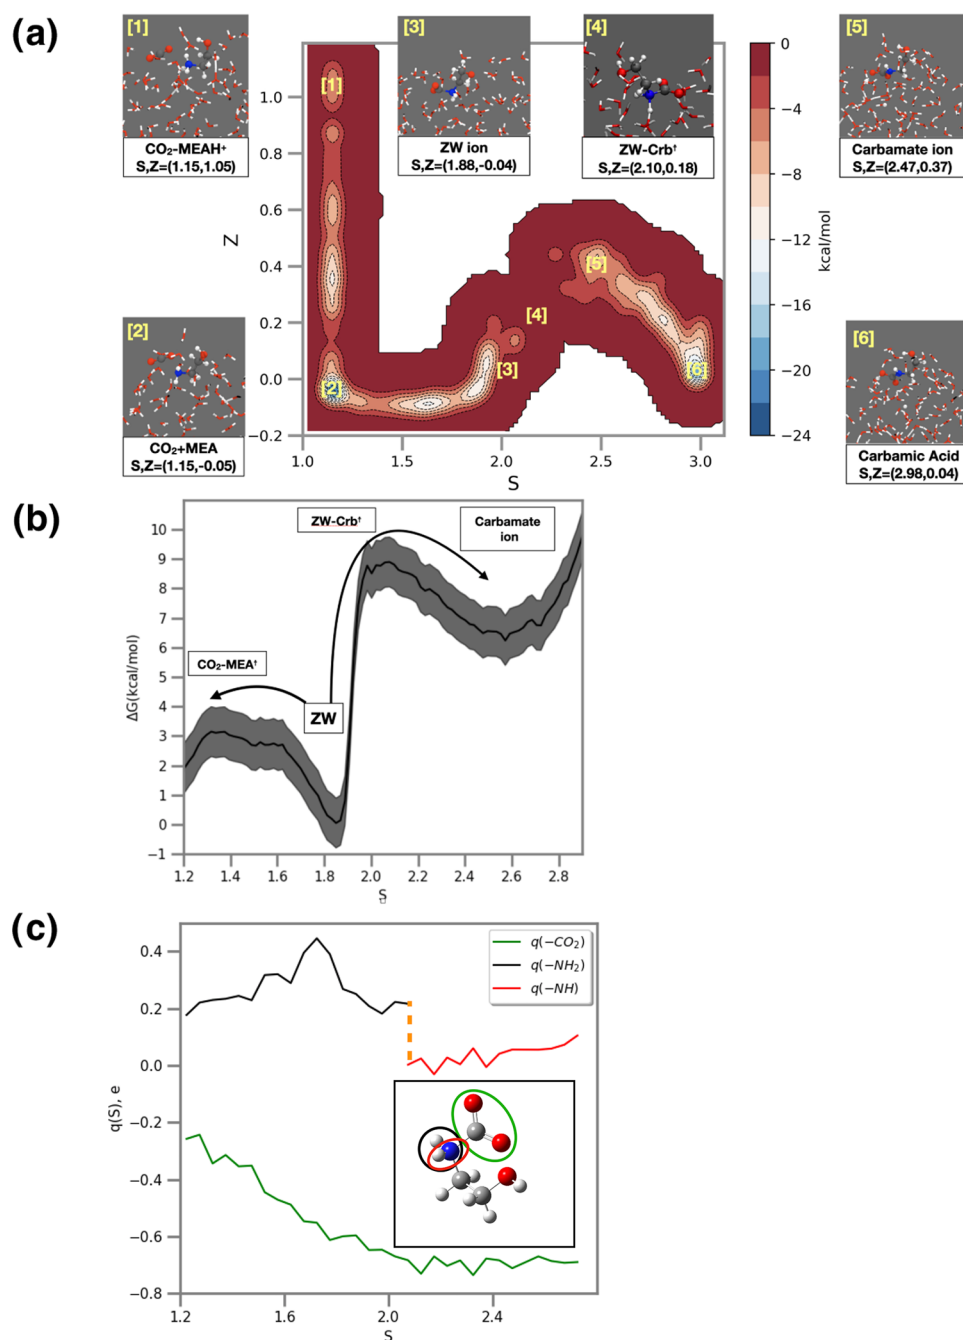 (a)
[1]
CO₂-MEAH⁺
S,Z=(1.15,1.05)
[3]
ZW ion
S,Z=(1.88,-0.04)
[4]
ZW-Crb†
S,Z=(2.10,0.18)
[5]
Carbamate ion
S,Z=(2.47,0.37)
[2]
CO₂+MEA
S,Z=(1.15,-0.05)
[6]
Carbamic Acid
S,Z=(2.98,0.04)
Z
1.0
0.8
0.6
0.4
0.2
0.0
−0.2
[1]
[2]
[3]
[4]
[5]
[6]
1.0 1.5 2.0 2.5 3.0
S
0
−4
−8
−12
−16
−20
−24
kcal/mol
(b)
ΔG(kcal/mol)
10
9
8
7
6
5
4
3
2
1
0
−1
ZW-Crb†
Carbamate
ion
CO₂-MEA†
ZW
1.2 1.4 1.6 1.8 2.0 2.2 2.4 2.6 2.8
S
(c)
q(S), e
0.4
0.2
0.0
−0.2
−0.4
−0.6
−0.8
q(−CO₂)
q(−NH₂)
q(−NH)
1.2 1.6 2.0 2.4
S